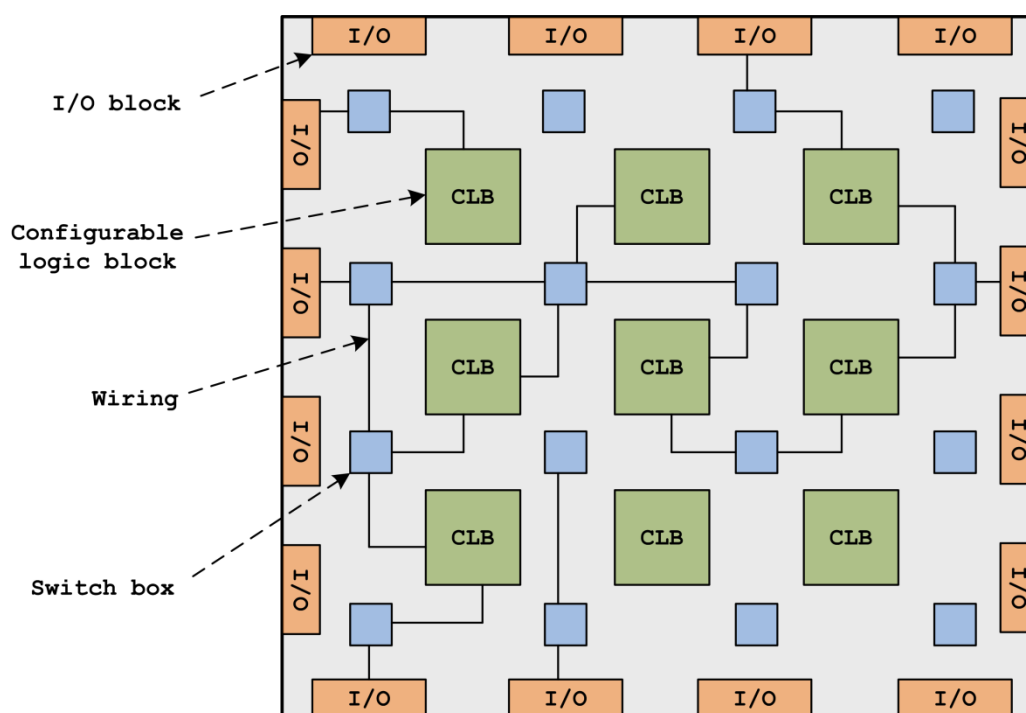 I/O I/O I/O I/O
I/O block
I/O I/O
CLB CLB CLB
Configurable
logic block
I/O I/O
CLB CLB CLB
Wiring
I/O I/O
CLB CLB CLB
Switch box
I/O I/O
I/O I/O I/O I/O